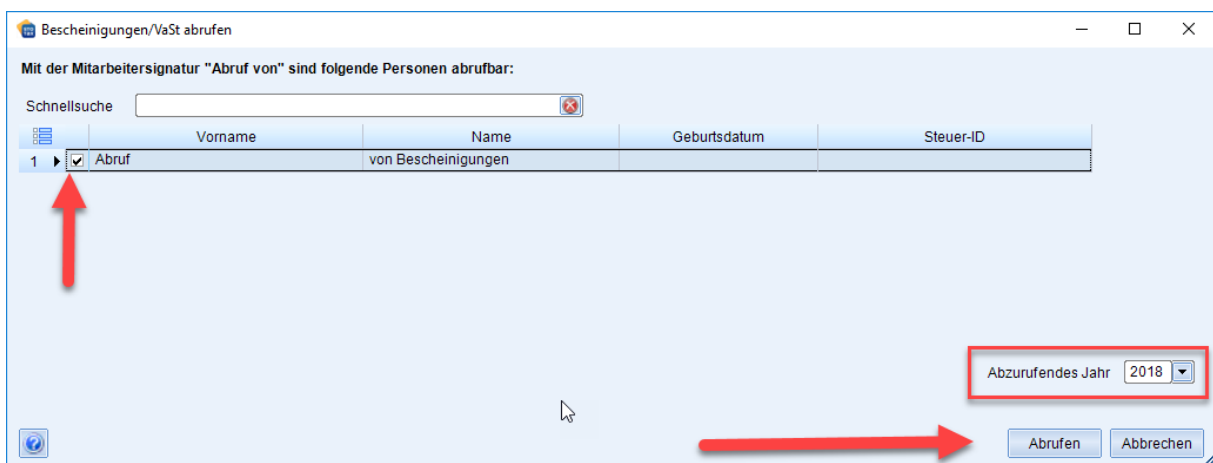 Bescheinigungen/VaSt abrufen
Mit der Mitarbeitersignatur "Abruf von" sind folgende Personen abrufbar:
Schnellsuche
Vorname Name Geburtsdatum Steuer-ID
1 Abruf von Bescheinigungen
Abzurufendes Jahr 2018
Abrufen Abbrechen